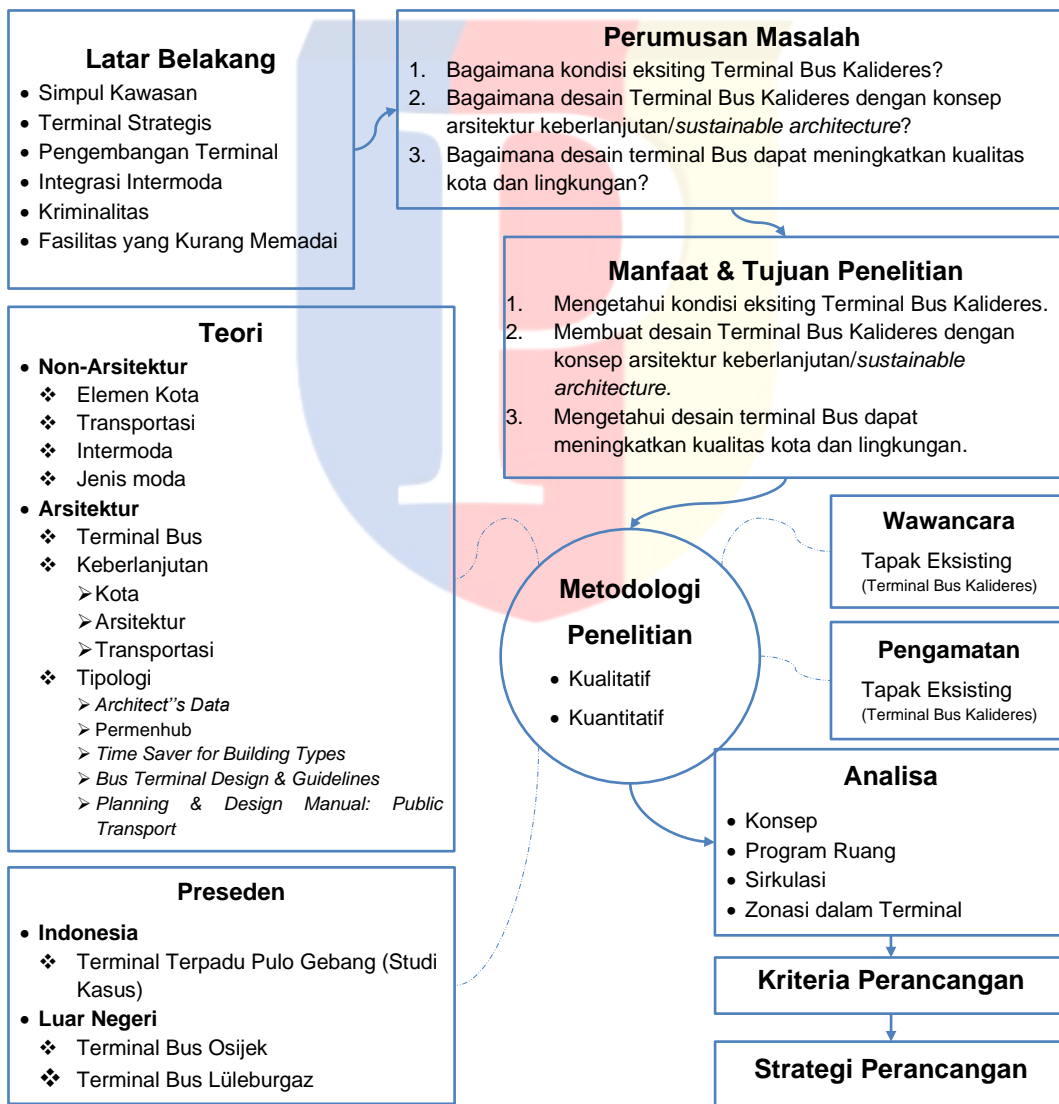 Latar Belakang
• Simpul Kawasan
• Terminal Strategis
• Pengembangan Terminal
• Integrasi Intermoda
• Kriminalitas
• Fasilitas yang Kurang Memadai
Perumusan Masalah
1. Bagaimana kondisi eksiting Terminal Bus Kalideres?
2. Bagaimana desain Terminal Bus Kalideres dengan konsep
arsitektur keberlanjutan/sustainable architecture?
3. Bagaimana desain terminal Bus dapat meningkatkan kualitas
kota dan lingkungan?
Manfaat & Tujuan Penelitian
1. Mengetahui kondisi eksiting Terminal Bus Kalideres.
2. Membuat desain Terminal Bus Kalideres dengan
konsep arsitektur keberlanjutan/sustainable
architecture.
3. Mengetahui desain terminal Bus dapat
meningkatkan kualitas kota dan lingkungan.
Teori
• Non-Arsitektur
❖ Elemen Kota
❖ Transportasi
❖ Intermoda
❖ Jenis moda
• Arsitektur
❖ Terminal Bus
❖ Keberlanjutan
➢ Kota
➢ Arsitektur
➢ Transportasi
❖ Tipologi
➢ Architect''s Data
➢ Permenhub
➢ Time Saver for Building Types
➢ Bus Terminal Design & Guidelines
➢ Planning & Design Manual: Public
Transport
Preseden
• Indonesia
❖ Terminal Terpadu Pulo Gebang (Studi
Kasus)
• Luar Negeri
❖ Terminal Bus Osijek
❖ Terminal Bus Lüleburgaz
Metodologi
Penelitian
• Kualitatif
• Kuantitatif
Wawancara
Tapak Eksisting
(Terminal Bus Kalideres)
Pengamatan
Tapak Eksisting
(Terminal Bus Kalideres)
Analisa
• Konsep
• Program Ruang
• Sirkulasi
• Zonasi dalam Terminal
Kriteria Perancangan
Strategi Perancangan